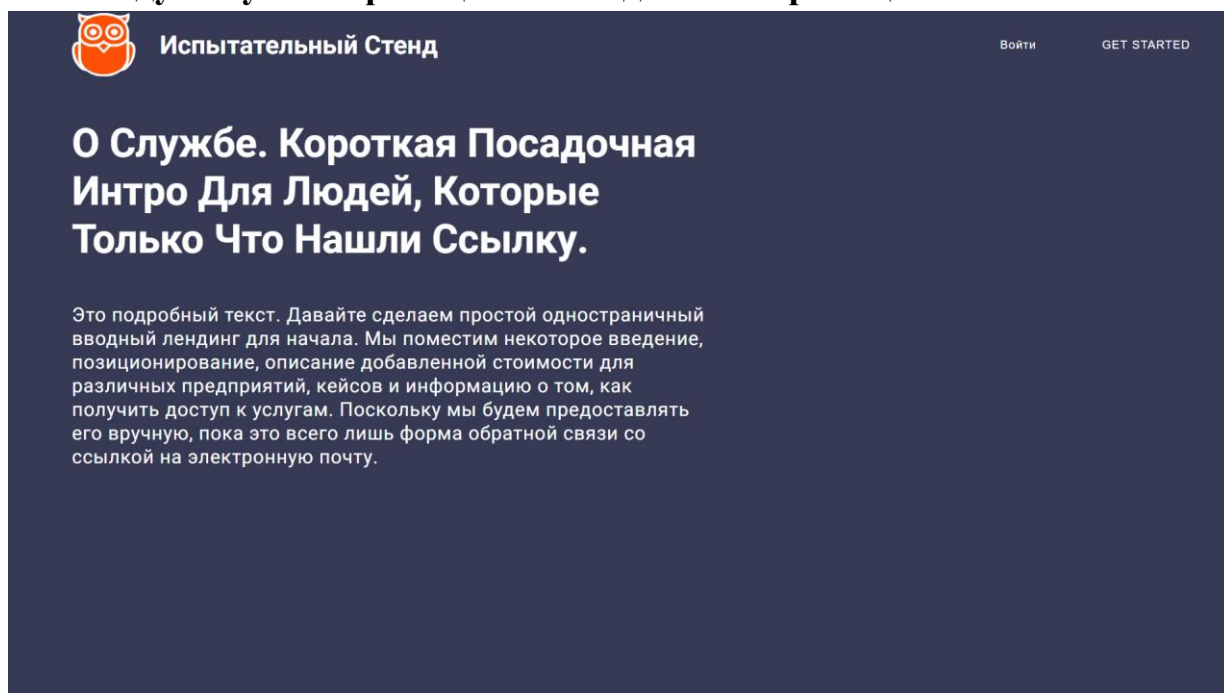 Испытательный Стенд
Войти
GET STARTED
О Службе. Короткая Посадочная
Интро Для Людей, Которые
Только Что Нашли Ссылку.
Это подробный текст. Давайте сделаем простой одностраничный
вводный лендинг для начала. Мы поместим некоторое введение,
позиционирование, описание добавленной стоимости для
различных предприятий, кейсов и информацию о том, как
получить доступ к услугам. Поскольку мы будем предоставлять
его вручную, пока это всего лишь форма обратной связи со
ссылкой на электронную почту.